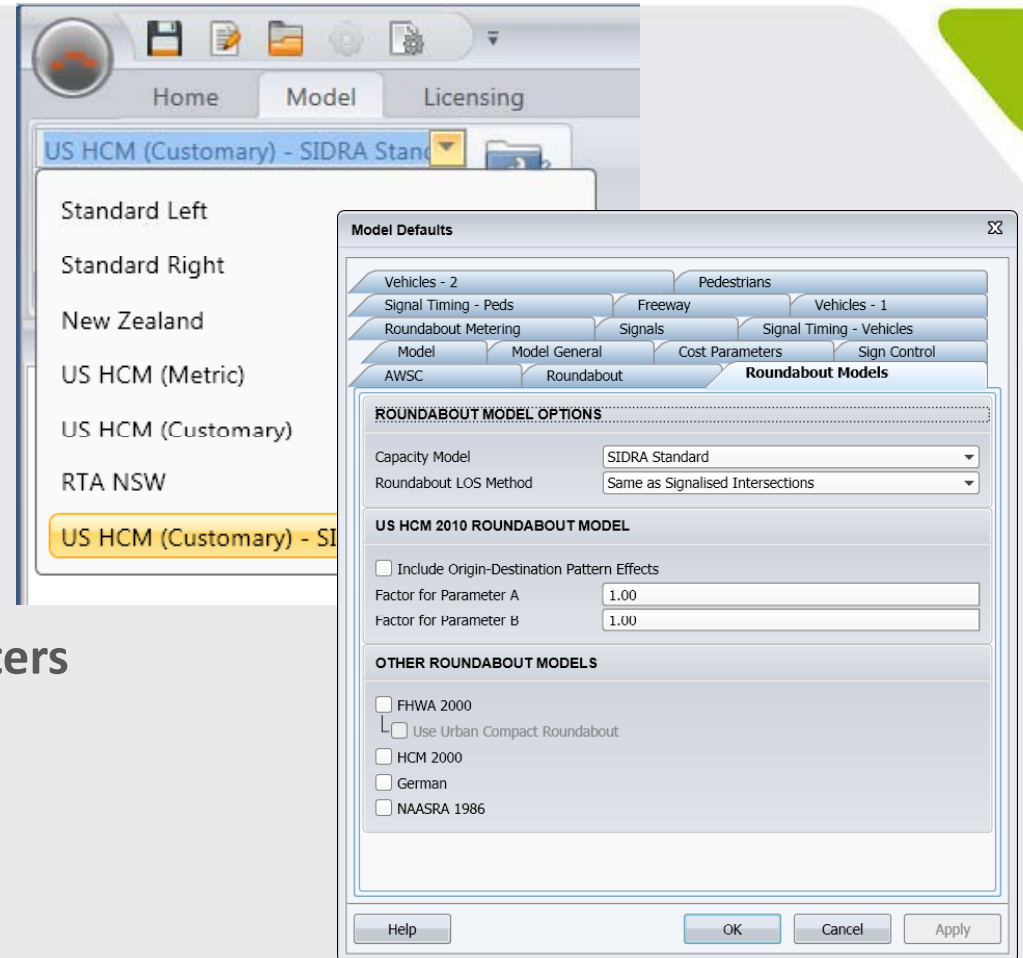 Home Model Licensing
US HCM (Customary) - SIDRA Stand
Standard Left
Standard Right
New Zealand
US HCM (Metric)
US HCM (Customary)
RTA NSW
US HCM (Customary) - SI
ters
Model Defaults
Vehicles - 2 Pedestrians
Signal Timing - Peds Freeway Vehicles - 1
Roundabout Metering Signals Signal Timing - Vehicles
Model Model General Cost Parameters Sign Control
AWSC Roundabout Roundabout Models
ROUNDABOUT MODEL OPTIONS
Capacity Model SIDRA Standard
Roundabout LOS Method Same as Signalised Intersections
US HCM 2010 ROUNDABOUT MODEL
Include Origin-Destination Pattern Effects
Factor for Parameter A 1.00
Factor for Parameter B 1.00
OTHER ROUNDABOUT MODELS
FHWA 2000
Use Urban Compact Roundabout
HCM 2000
German
NAASRA 1986
Help OK Cancel Apply